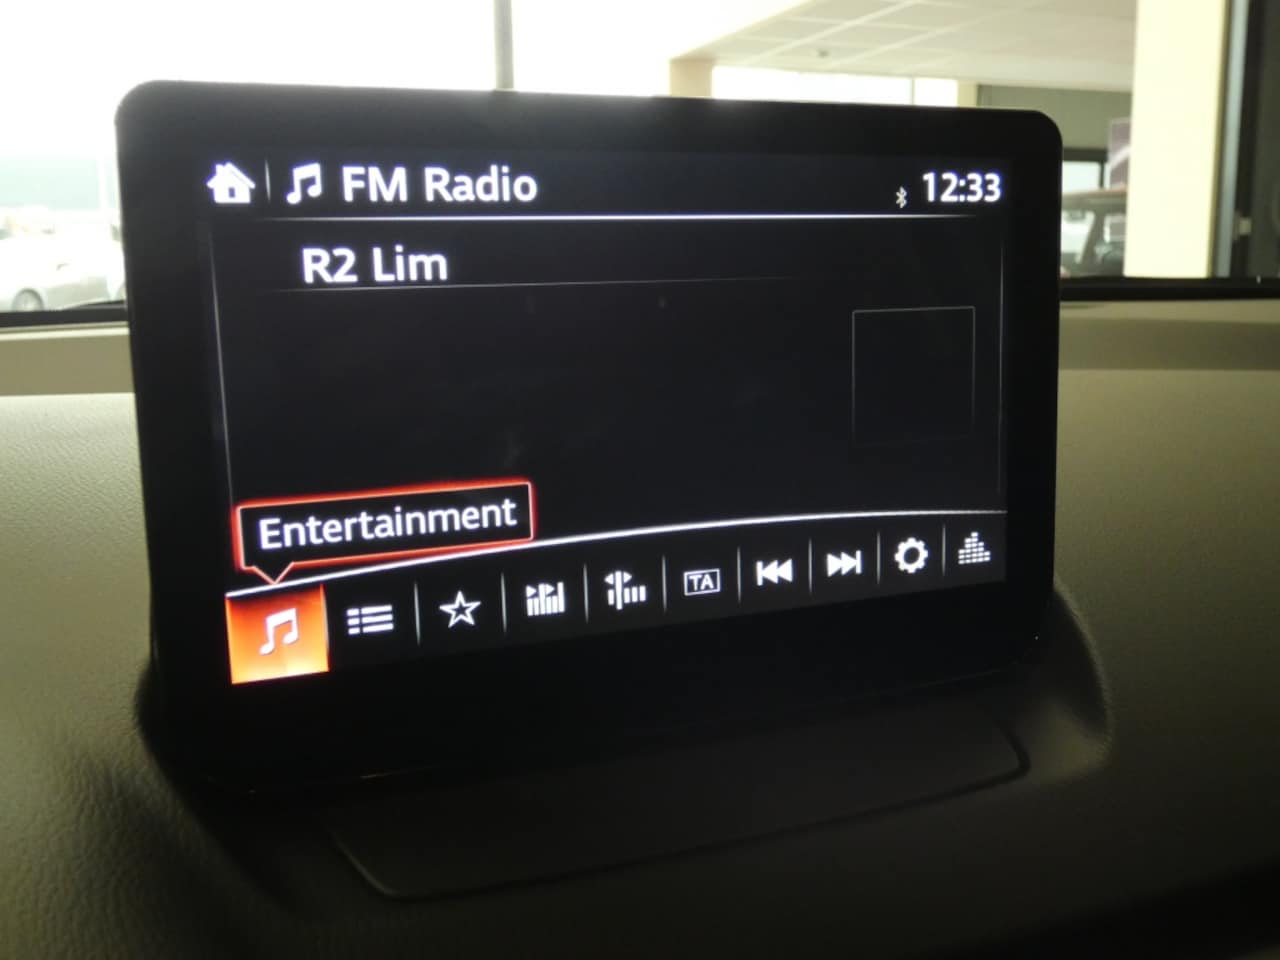 FM Radio
12:33
R2 Lim
Entertainment
TA